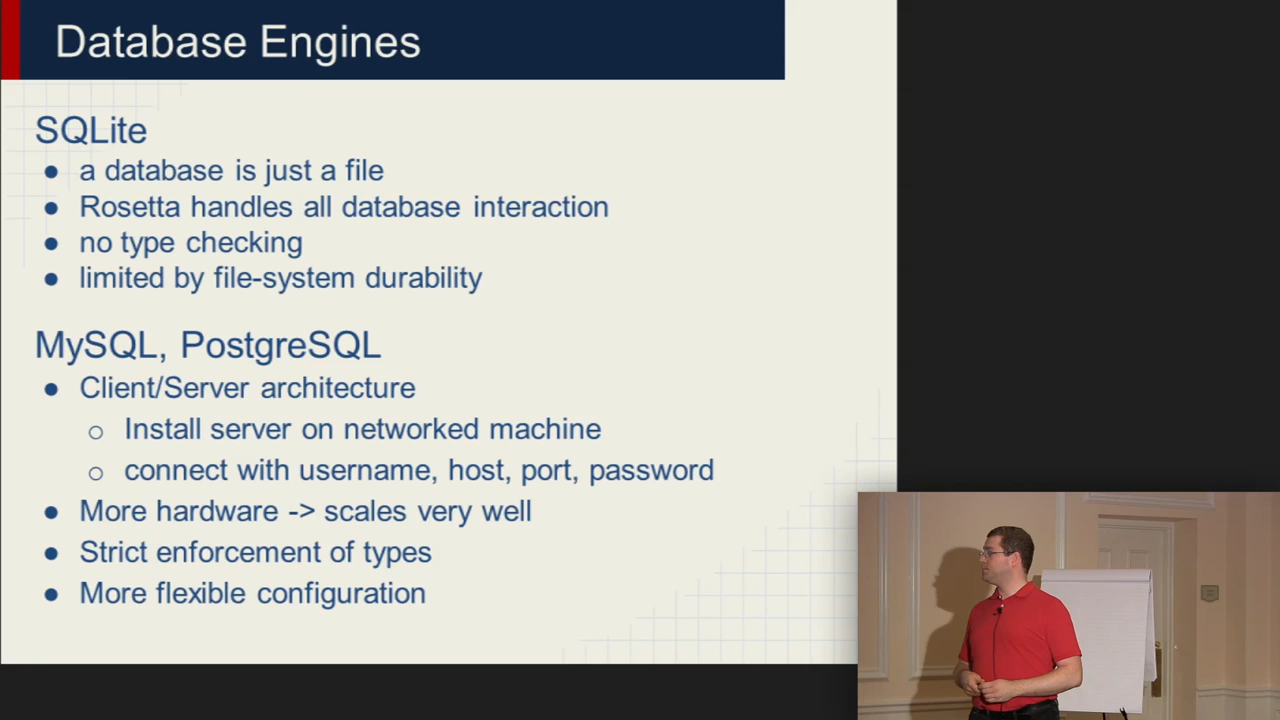 Database Engines
SQLite
● a database is just a file
● Rosetta handles all database interaction
● no type checking
● limited by file-system durability
MySQL, PostgreSQL
● Client/Server architecture
○ Install server on networked machine
○ connect with username, host, port, password
● More hardware -> scales very well
● Strict enforcement of types
● More flexible configuration